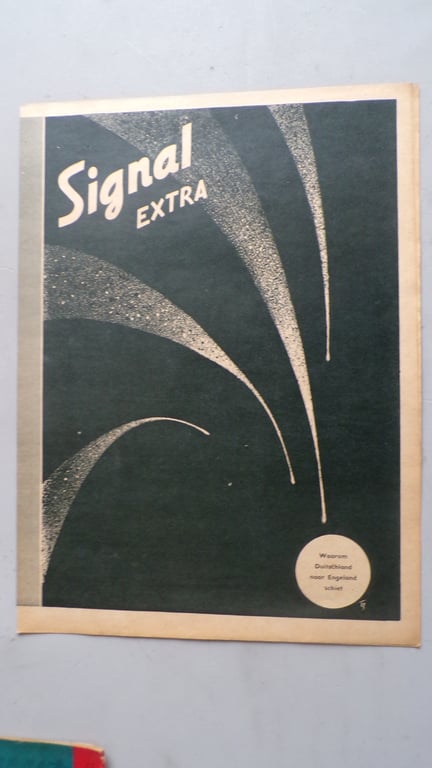 Signal
EXTRA
Waarom
Duitschland
naar Engeland
schiet